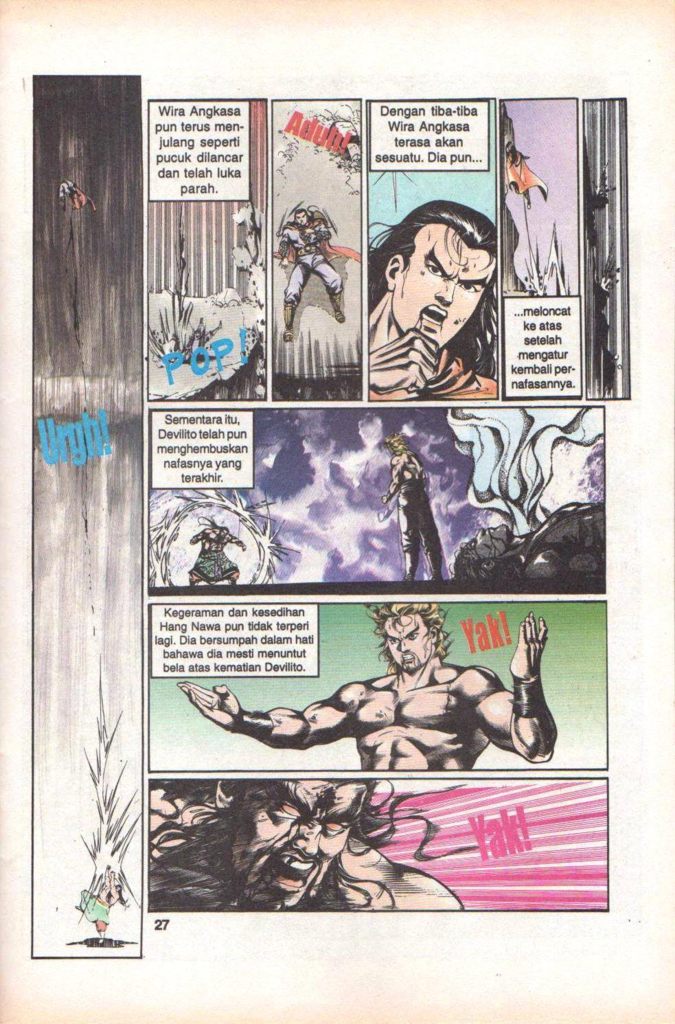 Urgh!
Wira Angkasa
pun terus men-
julang seperti
pucuk dilancar
dan telah luka
parah.
POP!
Aduh!
Dengan tiba-tiba
Wira Angkasa
terasa akan
sesuatu. Dia pun...
...meloncat
ke atas
setelah
mengatur
kembali per-
nafasannya.
Sementara itu,
Devilito telah pun
menghembuskan
nafasnya yang
terakhir.
Kegeraman dan kesedihan
Hang Nawa pun tidak terperi
lagi. Dia bersumpah dalam hati
bahawa dia mesti menuntut
bela atas kematian Devilito.
Yak!
Yak!
27